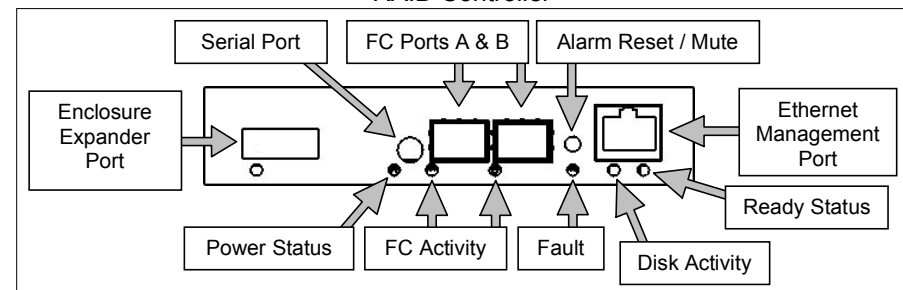 RAID Controller
Serial Port
FC Ports A & B
Alarm Reset / Mute
Enclosure
Expander
Port
Ethernet
Management
Port
Ready Status
Power Status
FC Activity
Fault
Disk Activity